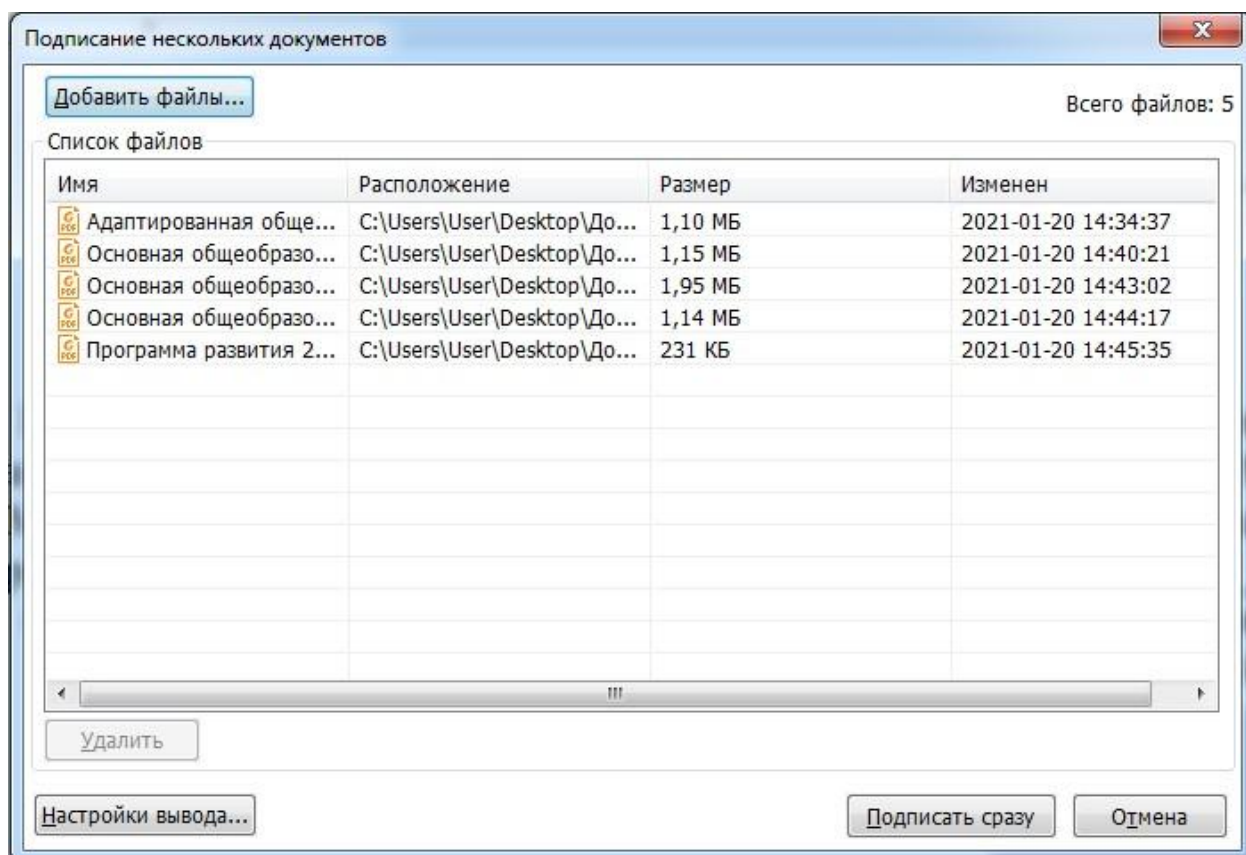 Подписание нескольких документов
Добавить файлы...
Всего файлов: 5
Список файлов
Имя Расположение Размер Изменен
Адаптированная обще... C:\Users\User\Desktop\До... 1,10 МБ 2021-01-20 14:34:37
Основная общеобразо... C:\Users\User\Desktop\До... 1,15 МБ 2021-01-20 14:40:21
Основная общеобразо... C:\Users\User\Desktop\До... 1,95 МБ 2021-01-20 14:43:02
Основная общеобразо... C:\Users\User\Desktop\До... 1,14 МБ 2021-01-20 14:44:17
Программа развития 2... C:\Users\User\Desktop\До... 231 КБ 2021-01-20 14:45:35
Удалить
Настройки вывода... Подписать сразу Отмена